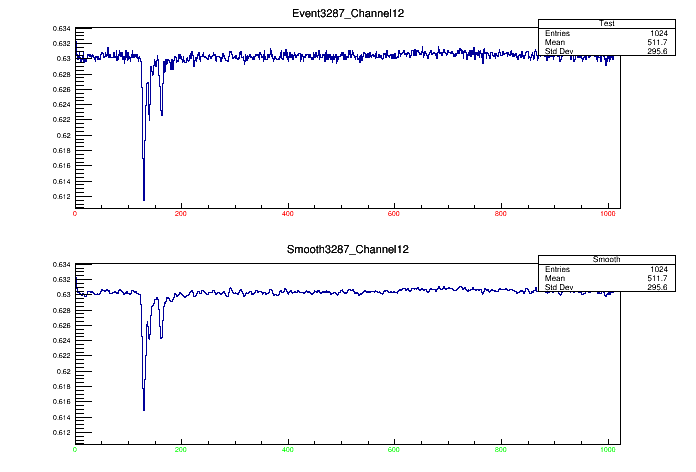 Event3287_Channel12
Test
Entries 1024
Mean 511.7
Std Dev 295.6
0.634
0.632
0.63
0.628
0.626
0.624
0.622
0.62
0.618
0.616
0.614
0.612
0 200 400 600 800 1000
Smooth3287_Channel12
Smooth
Entries 1024
Mean 511.7
Std Dev 295.6
0.634
0.632
0.63
0.628
0.626
0.624
0.622
0.62
0.618
0.616
0.614
0.612
0 200 400 600 800 1000